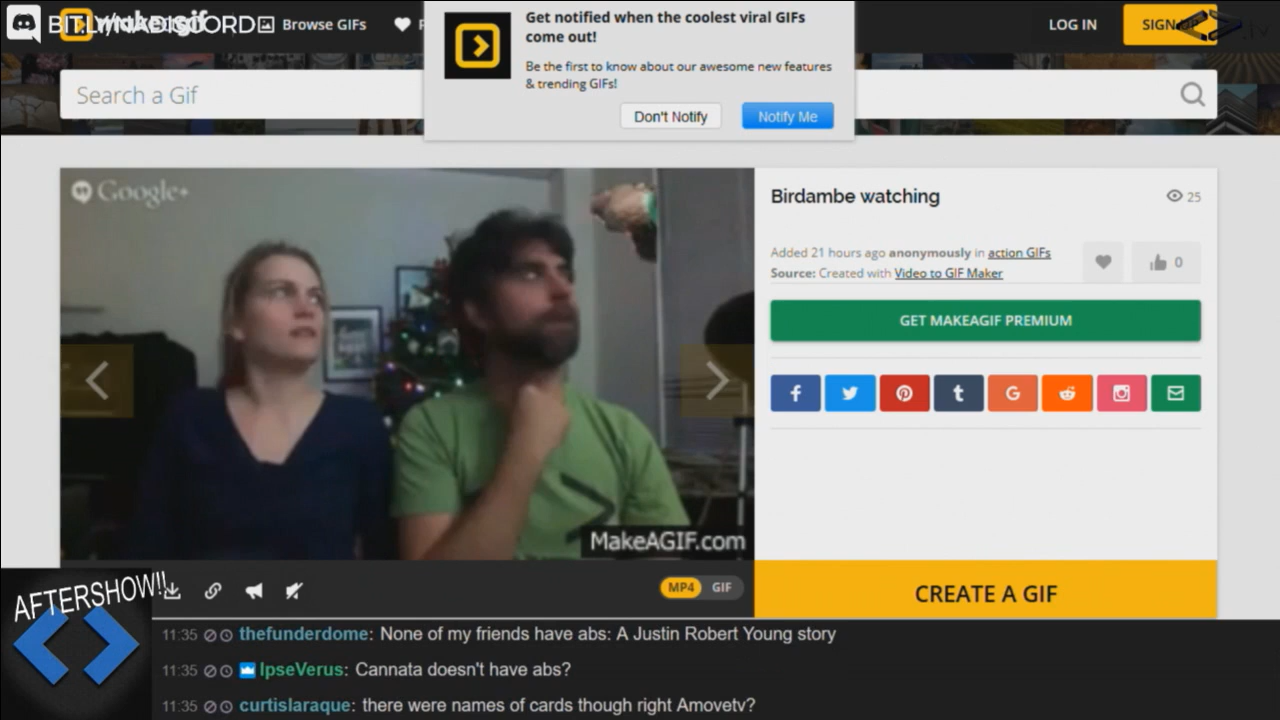 BIT.LY/NADISCORD
Browse GIFs
LOG IN
Get notified when the coolest viral GIFs
come out!
Be the first to know about our awesome new features
& trending GIFs!
Don't Notify
Notify Me
Search a Gif
Google+
MakeAGIF.com
Birdambe watching
25
Added 21 hours ago anonymously in action GIFs
Source: Created with Video to GIF Maker
0
GET MAKEAGIF PREMIUM
MP4
GIF
CREATE A GIF
AFTERSHOW!!
11:35 thefunderdome: None of my friends have abs: A Justin Robert Young story
11:35 IpseVerus: Cannata doesn't have abs?
11:35 curtislaraque: there were names of cards though right Amovetv?